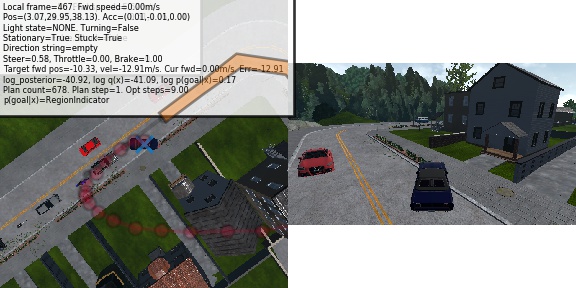 Local frame=467. Fwd.speed=0.00m/s
Pos=(3.07,29.95,38.13). Acc=(0.01,-0.01,0.00)
Light state=NONE. Turning=False
Stationary=True. Stuck=True
Direction string=empty
Steer=0.58, Throttle=0.00, Brake=1.00
Target fwd pos=-10.33, vel=-12.91m/s. Cur fwd=0.00m/s, Err=-12.91
log_posterior=-40.92, log q(x)=-41.09, log p(goal|x)=0.17
Plan count=678. Plan step=1. Opt steps=9.00
p(goal|x)=RegionIndicator